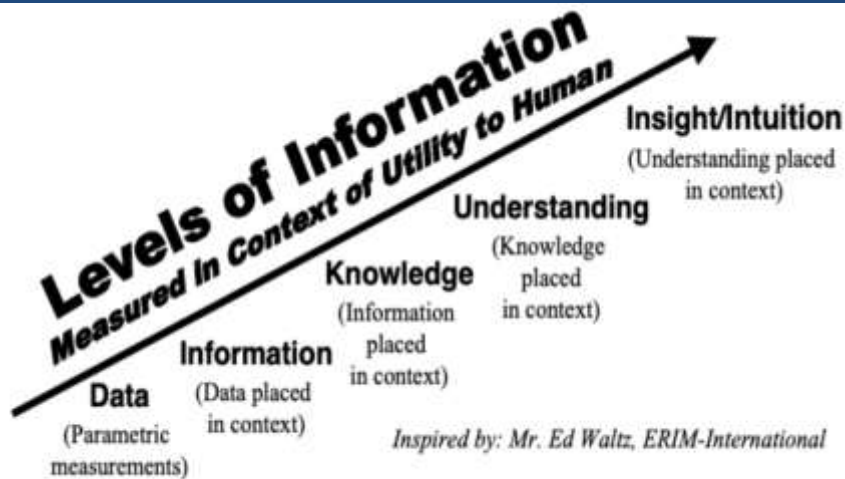 Levels of Information
Measured In Context of Utility to Human
Insight/Intuition
(Understanding placed
in context)
Understanding
(Knowledge
placed
in context)
Knowledge
(Information
placed
in context)
Information
(Data placed
in context)
Data
(Parametric
measurements)
Inspired by: Mr. Ed Waltz, ERIM-International